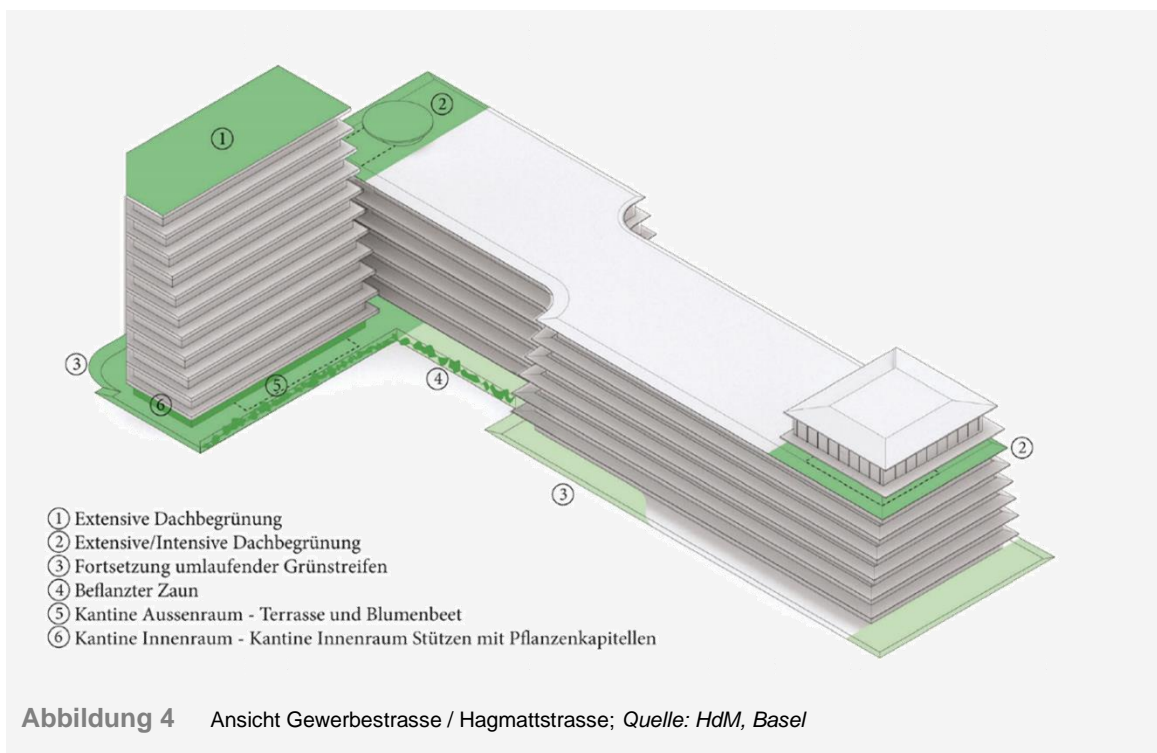 ①
②
③
④
⑤
⑥
②
③
① Extensive Dachbegrünung
② Extensive/Intensive Dachbegrünung
③ Fortsetzung umlaufender Grünstreifen
④ Beflanzter Zaun
⑤ Kantine Aussenraum - Terrasse und Blumenbeet
⑥ Kantine Innenraum - Kantine Innenraum Stützen mit Pflanzenkapitellen
Abbildung 4 Ansicht Gewerbestrasse / Hagmattstrasse; Quelle: HdM, Basel